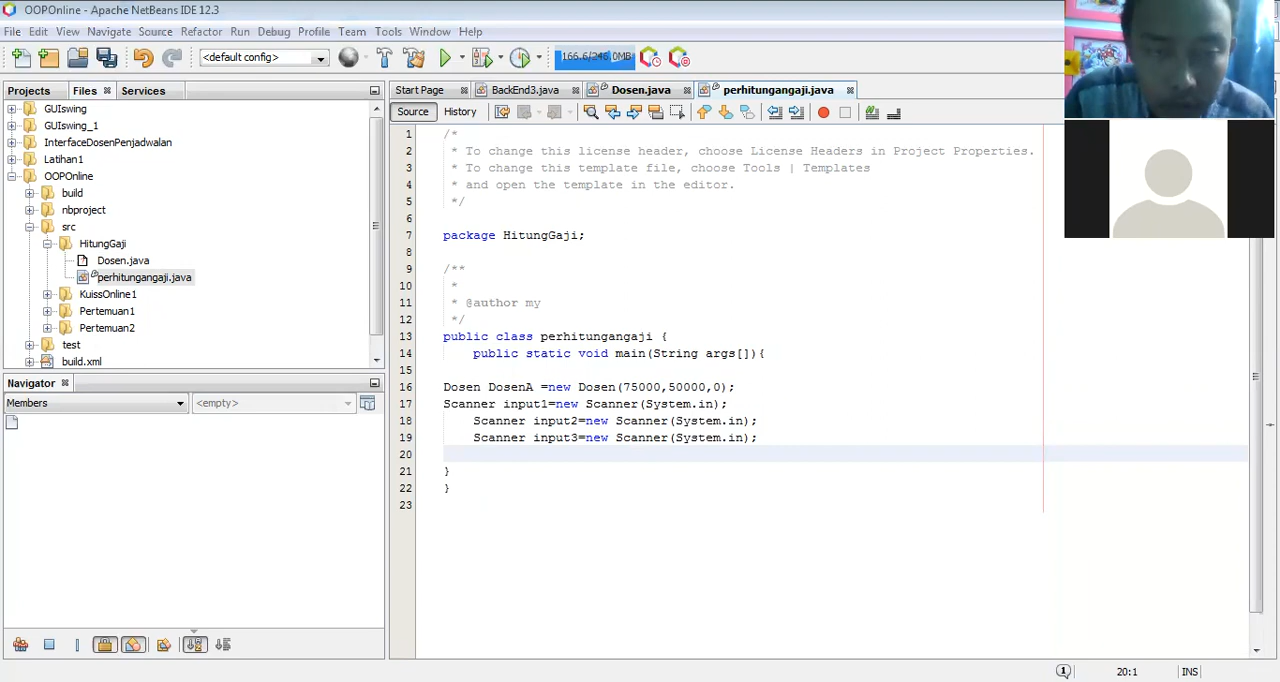 OOPOnline - Apache NetBeans IDE 12.3
File Edit View Navigate Source Refactor Run Debug Profile Team Tools Window Help
<default config>
166.6/246.0MB
Projects Files Services
Start Page BackEnd3.java Dosen.java perhitungangaji.java
Source History
GUIswing
GUIswing_1
InterfaceDosenPenjadwalan
Latihan1
OOPOnline
build
nbproject
src
HitungGaji
Dosen.java
perhitungangaji.java
KuissOnline1
Pertemuan1
Pertemuan2
test
build.xml
Navigator
Members
<empty>
1 /*
2 * To change this license header, choose License Headers in Project Properties.
3 * To change this template file, choose Tools | Templates
4 * and open the template in the editor.
5 */
6
7 package HitungGaji;
8
9 /**
10 *
11 * @author my
12 */
13 public class perhitungangaji {
14 public static void main(String args[]){
15
16 Dosen DosenA =new Dosen(75000,50000,0);
17 Scanner input1=new Scanner(System.in);
18 Scanner input2=new Scanner(System.in);
19 Scanner input3=new Scanner(System.in);
20
21 }
22 }
23
1 20:1 INS